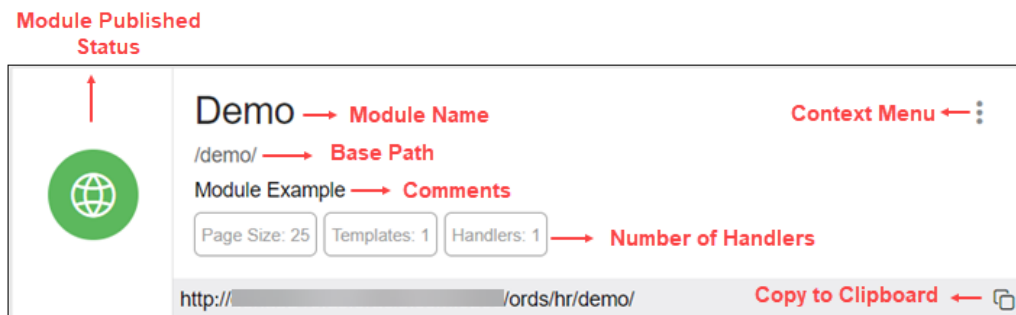 Module Published
Status
Demo Module Name Context Menu
/demo/ Base Path
Module Example Comments
Page Size: 25 Templates: 1 Handlers: 1 Number of Handlers
http:// /ords/hr/demo/ Copy to Clipboard